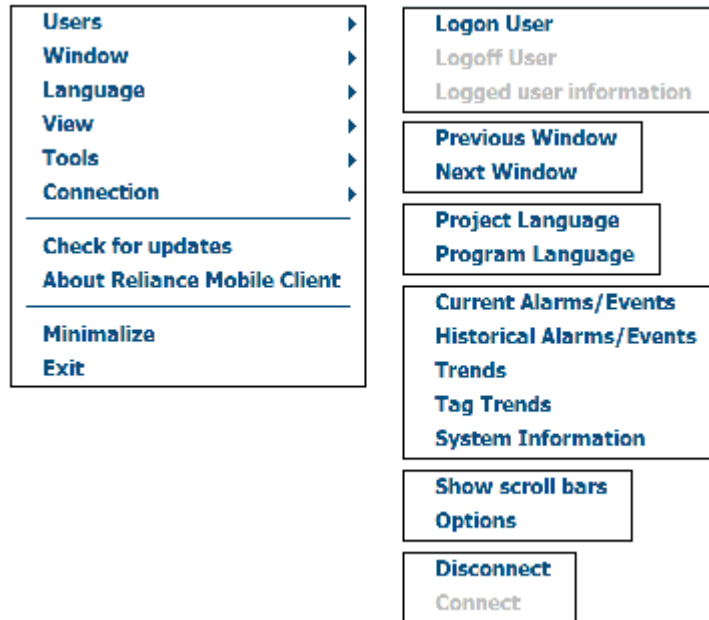 Users
Window
Language
View
Tools
Connection
Check for updates
About Reliance Mobile Client
Minimalize
Exit
Logon User
Logoff User
Logged user information
Previous Window
Next Window
Project Language
Program Language
Current Alarms/Events
Historical Alarms/Events
Trends
Tag Trends
System Information
Show scroll bars
Options
Disconnect
Connect